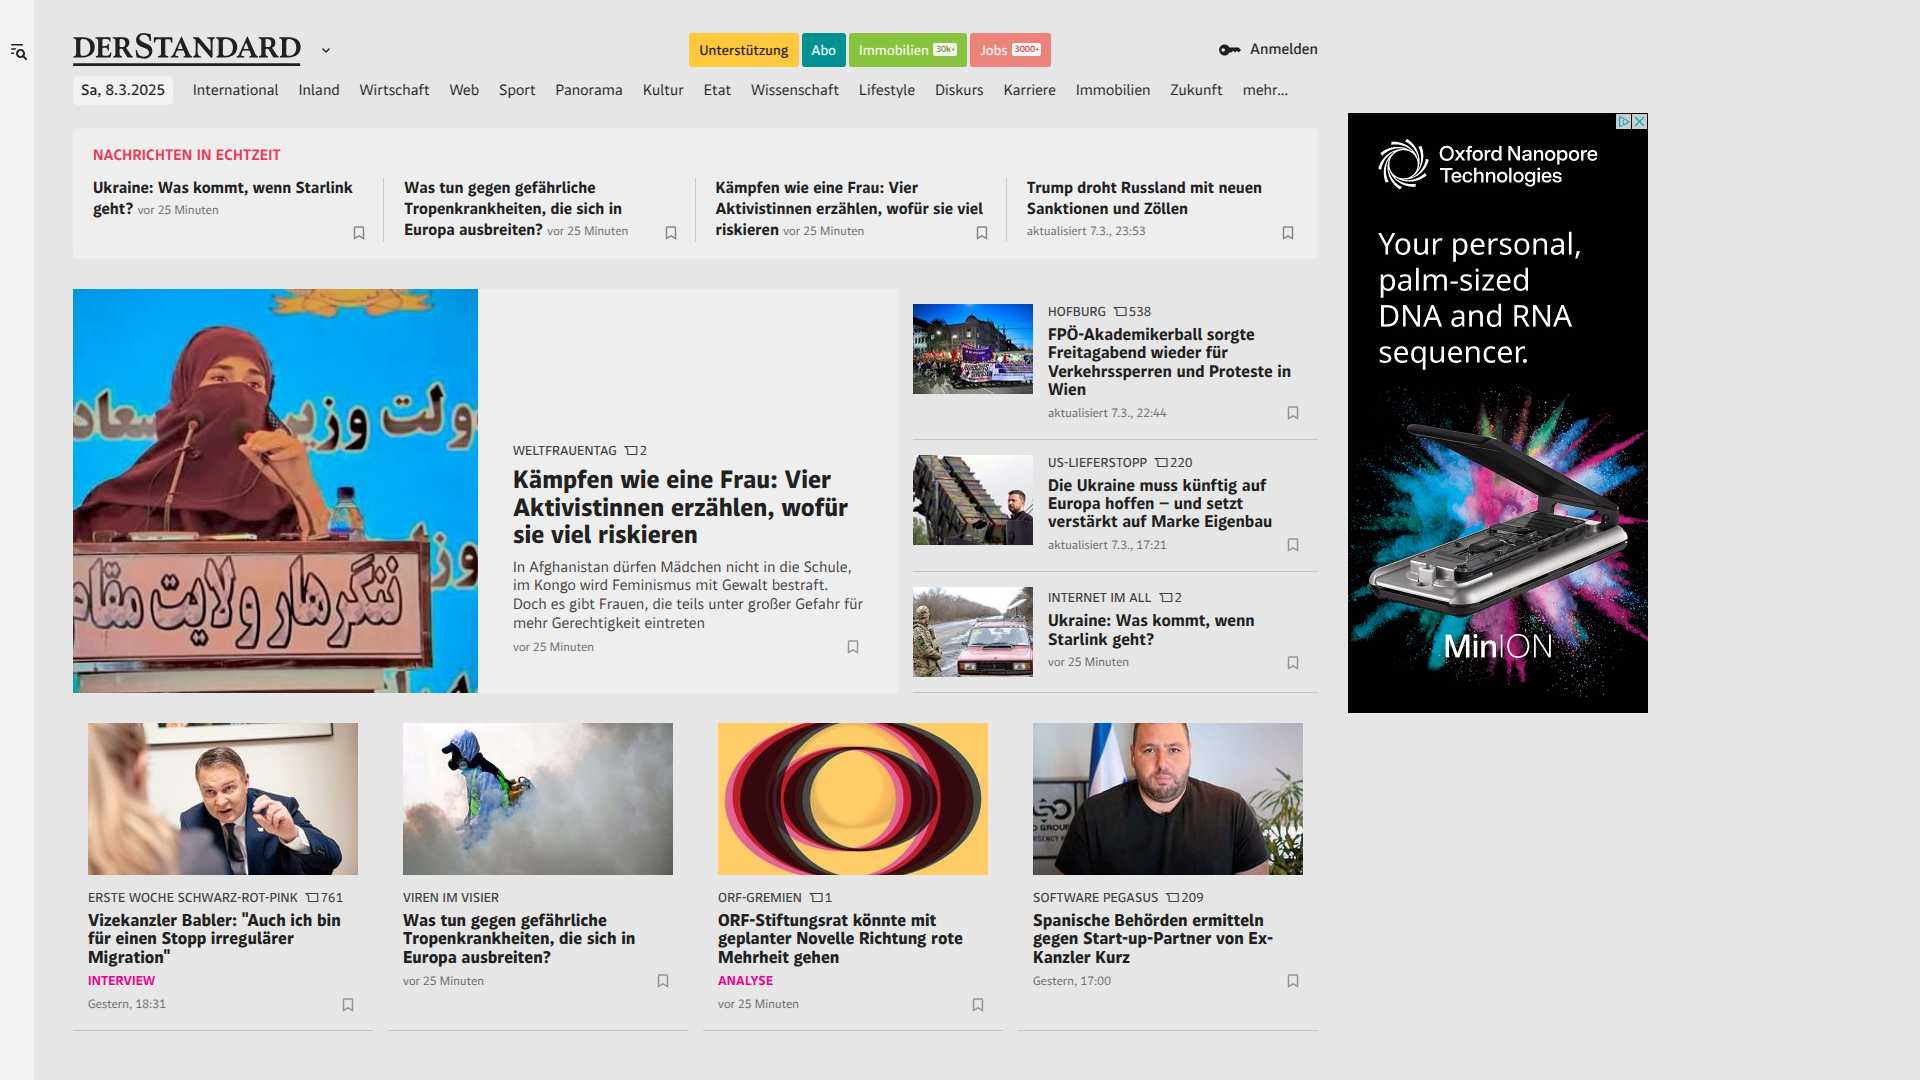 DERSTANDARD
Unterstützung
Abo
Immobilien 30k+
Jobs 3000+
Anmelden
Sa, 8.3.2025
International
Inland
Wirtschaft
Web
Sport
Panorama
Kultur
Etat
Wissenschaft
Lifestyle
Diskurs
Karriere
Immobilien
Zukunft
mehr...
NACHRICHTEN IN ECHTZEIT
Ukraine: Was kommt, wenn Starlink
geht? vor 25 Minuten
Was tun gegen gefährliche
Tropenkrankheiten, die sich in
Europa ausbreiten? vor 25 Minuten
Kämpfen wie eine Frau: Vier
Aktivistinnen erzählen, wofür sie viel
riskieren vor 25 Minuten
Trump droht Russland mit neuen
Sanktionen und Zöllen
aktualisiert 7.3., 23:53
ننگرهار ولایت مقام
WELTFRAUENTAG 2
Kämpfen wie eine Frau: Vier
Aktivistinnen erzählen, wofür
sie viel riskieren
In Afghanistan dürfen Mädchen nicht in die Schule,
im Kongo wird Feminismus mit Gewalt bestraft.
Doch es gibt Frauen, die teils unter großer Gefahr für
mehr Gerechtigkeit eintreten
vor 25 Minuten
HOFBURG 538
FPÖ-Akademikerball sorgte
Freitagabend wieder für
Verkehrssperren und Proteste in
Wien
aktualisiert 7.3., 22:44
US-LIEFERSTOPP 220
Die Ukraine muss künftig auf
Europa hoffen – und setzt
verstärkt auf Marke Eigenbau
aktualisiert 7.3., 17:21
INTERNET IM ALL 2
Ukraine: Was kommt, wenn
Starlink geht?
vor 25 Minuten
ERSTE WOCHE SCHWARZ-ROT-PINK 761
Vizekanzler Babler: "Auch ich bin
für einen Stopp irregulärer
Migration"
INTERVIEW
Gestern, 18:31
VIREN IM VISIER
Was tun gegen gefährliche
Tropenkrankheiten, die sich in
Europa ausbreiten?
vor 25 Minuten
ORF-GREMIEN 1
ORF-Stiftungsrat könnte mit
geplanter Novelle Richtung rote
Mehrheit gehen
ANALYSE
vor 25 Minuten
SOFTWARE PEGASUS 209
Spanische Behörden ermitteln
gegen Start-up-Partner von Ex-
Kanzler Kurz
Gestern, 17:00
Oxford Nanopore
Technologies
Your personal,
palm-sized
DNA and RNA
sequencer.
MinION